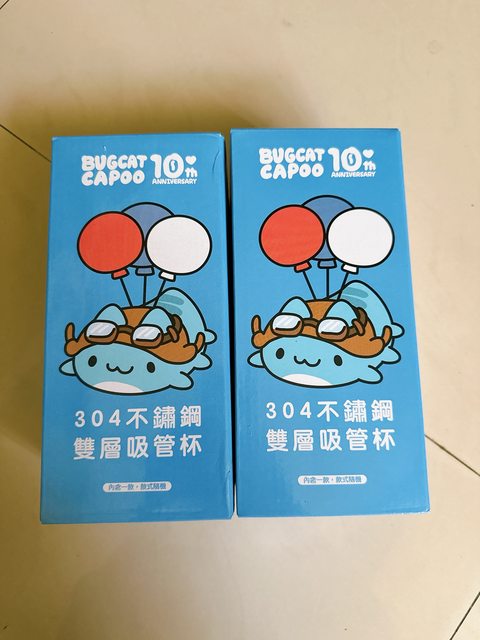 BUGCAT
CAPOO 10th
ANNIVERSARY
304不鏽鋼
雙層吸管杯
內含一款，款式隨機
BUGCAT
CAPOO 10th
ANNIVERSARY
304不鏽鋼
雙層吸管杯
內含一款，款式隨機